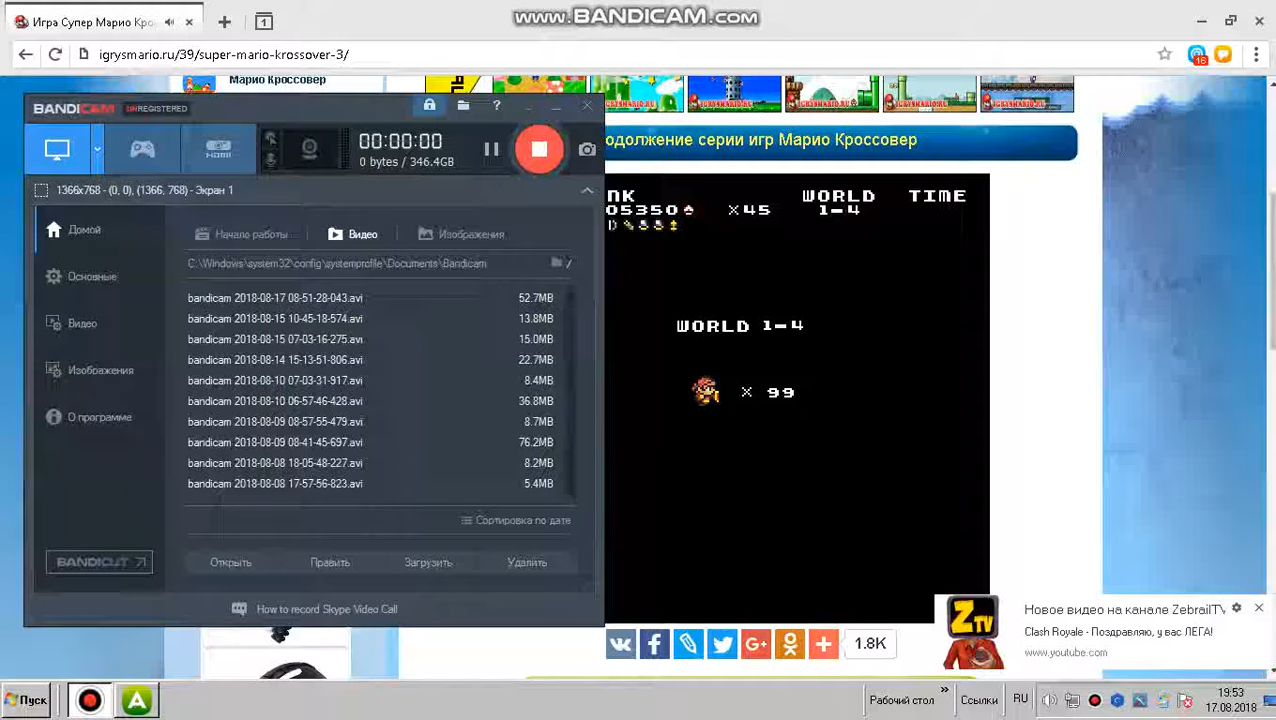 www.BANDICAM.com
Игра Супер Марио Кро
1
igrysmario.ru/39/super-mario-krossover-3/
16
Марио Кроссовер
BANDICAM UNREGISTERED
HDMI
00:00:00
0 bytes / 346.4GB
1366x768 - (0, 0), (1366, 768) - Экран 1
Домой
Основные
Видео
Изображения
О программе
BANDICUT
Начало работы
Видео
Изображения
C:\Windows\system32\config\systemprofile\Documents\Bandicam
bandicam 2018-08-17 08-51-28-043.avi 52.7MB
bandicam 2018-08-15 10-45-18-574.avi 13.8MB
bandicam 2018-08-15 07-03-16-275.avi 15.0MB
bandicam 2018-08-14 15-13-51-806.avi 22.7MB
bandicam 2018-08-10 07-03-31-917.avi 8.4MB
bandicam 2018-08-10 06-57-46-428.avi 36.8MB
bandicam 2018-08-09 08-57-55-479.avi 8.7MB
bandicam 2018-08-09 08-41-45-697.avi 76.2MB
bandicam 2018-08-08 18-05-48-227.avi 8.2MB
bandicam 2018-08-08 17-57-56-823.avi 5.4MB
Сортировка по дате
Открыть Править Загрузить Удалить
How to record Skype Video Call
одолжение серии игр Марио Кроссовер
NK WORLD TIME
05350 x45 1-4
WORLD 1-4
x 99
1.8K
ZTV
Новое видео на канале ZebrailTV
Clash Royale - Поздравляю, у вас ЛЕГА!
www.youtube.com
Пуск
Рабочий стол
»
Ссылки
RU
19:53
17.08.2018